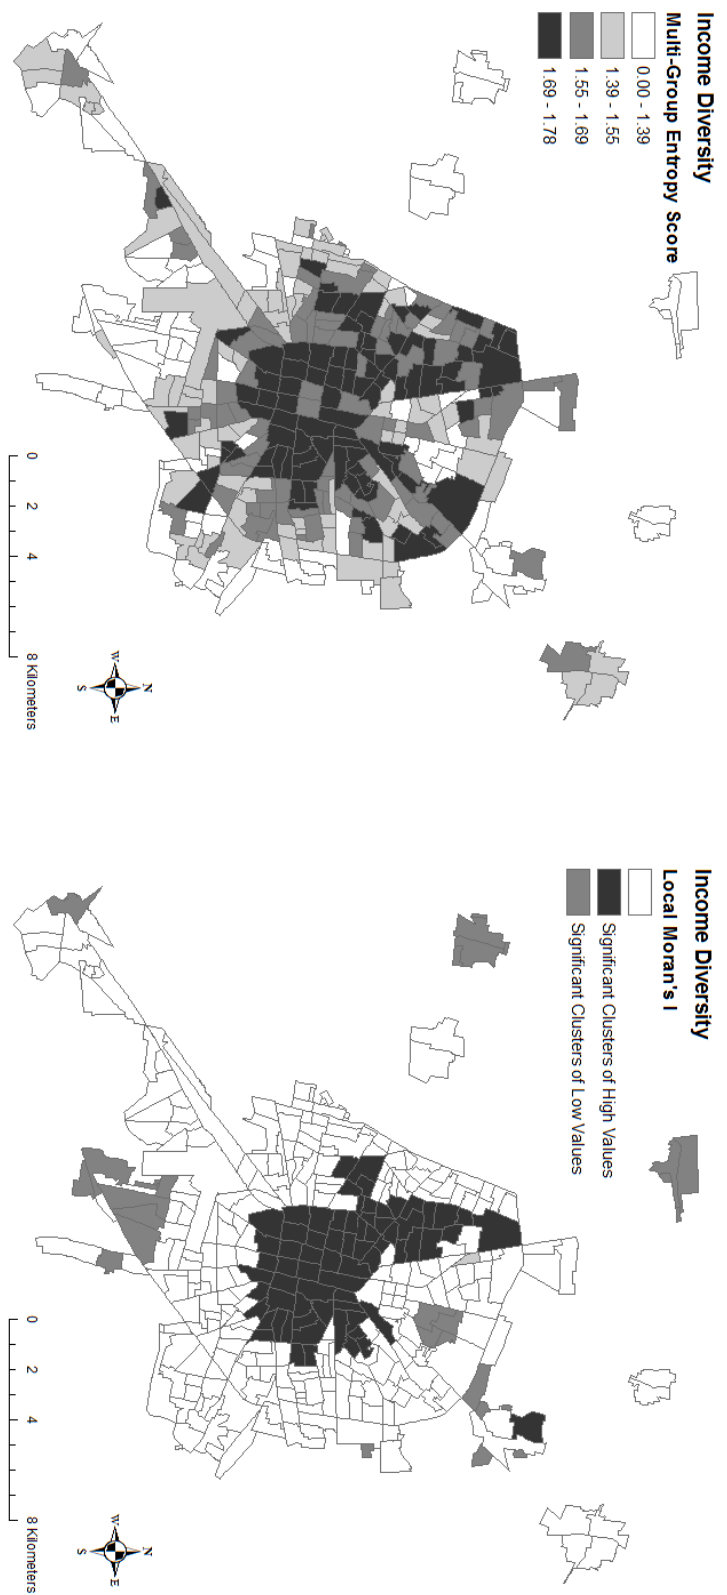 Income Diversity
Multi-Group Entropy Score
0.00 - 1.39
1.39 - 1.55
1.55 - 1.69
1.69 - 1.78
0 2 4 8 Kilometers
N
W E
S
Income Diversity
Local Moran's I
Significant Clusters of High Values
Significant Clusters of Low Values
0 2 4 8 Kilometers
N
W E
S